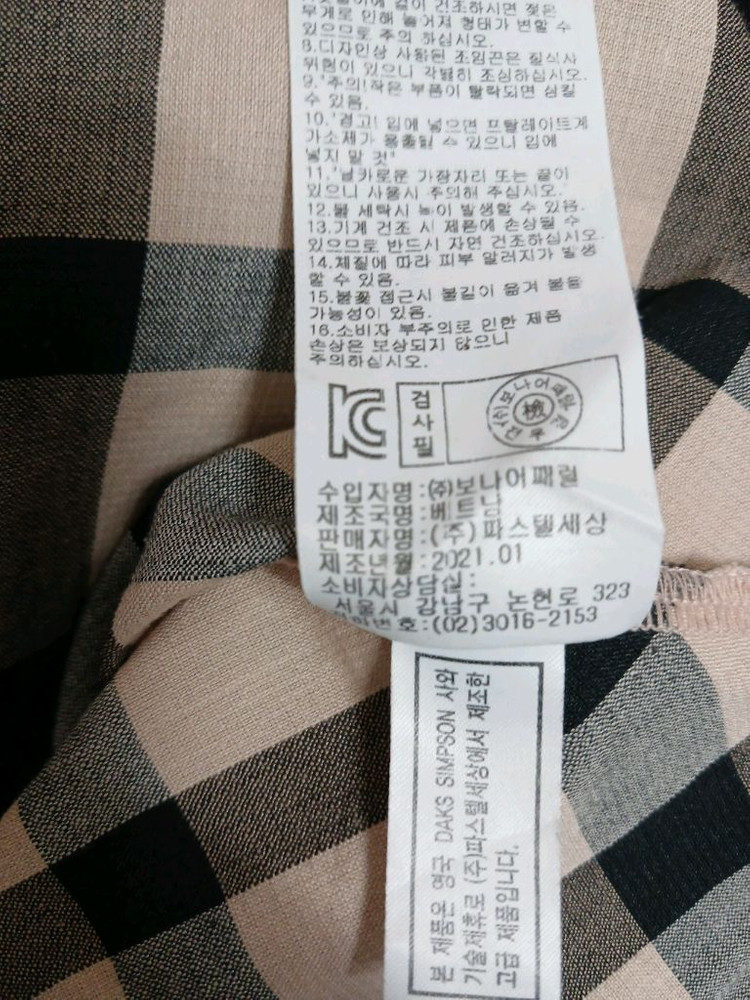 무게로 인해 늘어져 형태가 변할 수
있으므로 주의 하십시오.
8.디자인상 사용된 조임끈은 질식사
위험이 있으니 각별히 조심하십시오.
9.'주의!작은 부품이 탈락되면 삼킬
수 있음.
10.'경고! 입에 넣으면 프탈레이트계
가소제가 용출될 수 있으니 입에
넣지 말 것"
11.'날카로운 가장자리 또는 끝이
있으니 사용시 주의해 주십시오.
12.물 세탁시 녹이 발생할 수 있음.
13.기계 건조 시 제품에 손상될 수
있으므로 반드시 자연 건조하십시오.
14.체질에 따라 피부 알러지가 발생
할 수 있음.
15.불꽃 접근시 불길이 옮겨 붙을
가능성이 있음.
16.소비자 부주의로 인한 제품
손상은 보상되지 않으니
주의하십시오.
KC
검사필
檢
수입자명:㈜보나어패럴
제조국명:베트남
판매자명:(주)파스텔세상
제조년월:2021.01
소비자상담실:
서울시 강남구 논현로 323
:(02)3016-2153
본 제품은 영국 DAKS SIMPSON 사와
기술제휴로 (주)파스텔세상에서 제조한
고급 제품입니다.